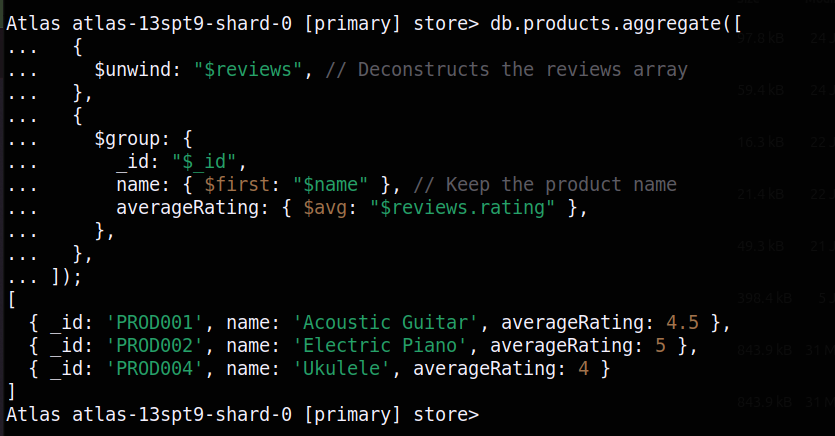 Atlas atlas-13spt9-shard-0 [primary] store> db.products.aggregate([
...   {
...     $unwind: "$reviews", // Deconstructs the reviews array
...   },
...   {
...     $group: {
...       _id: "$_id",
...       name: { $first: "$name" }, // Keep the product name
...       averageRating: { $avg: "$reviews.rating" },
...     },
...   },
... ]);
[
  { _id: 'PROD001', name: 'Acoustic Guitar', averageRating: 4.5 },
  { _id: 'PROD002', name: 'Electric Piano', averageRating: 5 },
  { _id: 'PROD004', name: 'Ukulele', averageRating: 4 }
]
Atlas atlas-13spt9-shard-0 [primary] store>